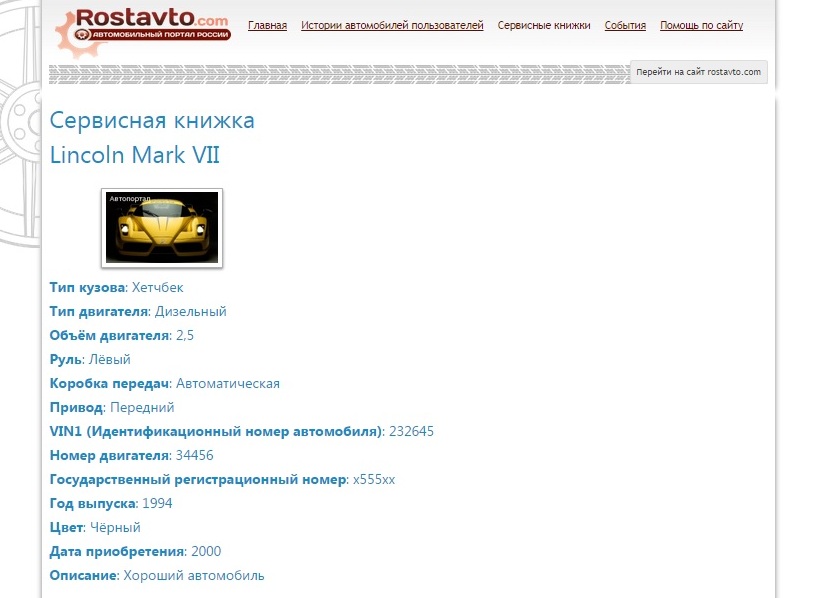 Rostavto.com
АВТОМОБИЛЬНЫЙ ПОРТАЛ РОССИИ
Главная Истории автомобилей пользователей Сервисные книжки События Помощь по сайту
Перейти на сайт rostavto.com
Сервисная книжка
Lincoln Mark VII
Автопортал
Тип кузова: Хетчбек
Тип двигателя: Дизельный
Объём двигателя: 2,5
Руль: Лёвый
Коробка передач: Автоматическая
Привод: Передний
VIN1 (Идентификационный номер автомобиля): 232645
Номер двигателя: 34456
Государственный регистрационный номер: х555хх
Год выпуска: 1994
Цвет: Чёрный
Дата приобретения: 2000
Описание: Хороший автомобиль